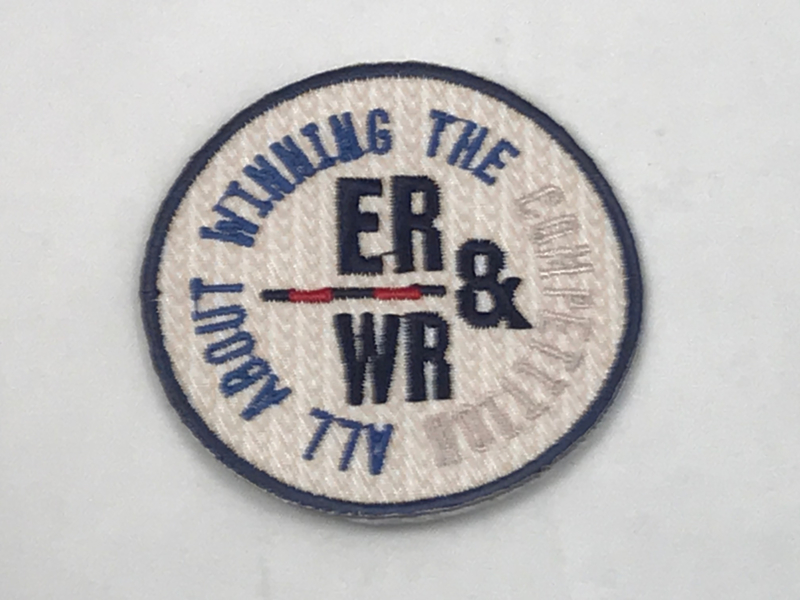 ALL ABOUT WINNING THE COMPETITION
ER
&
WR